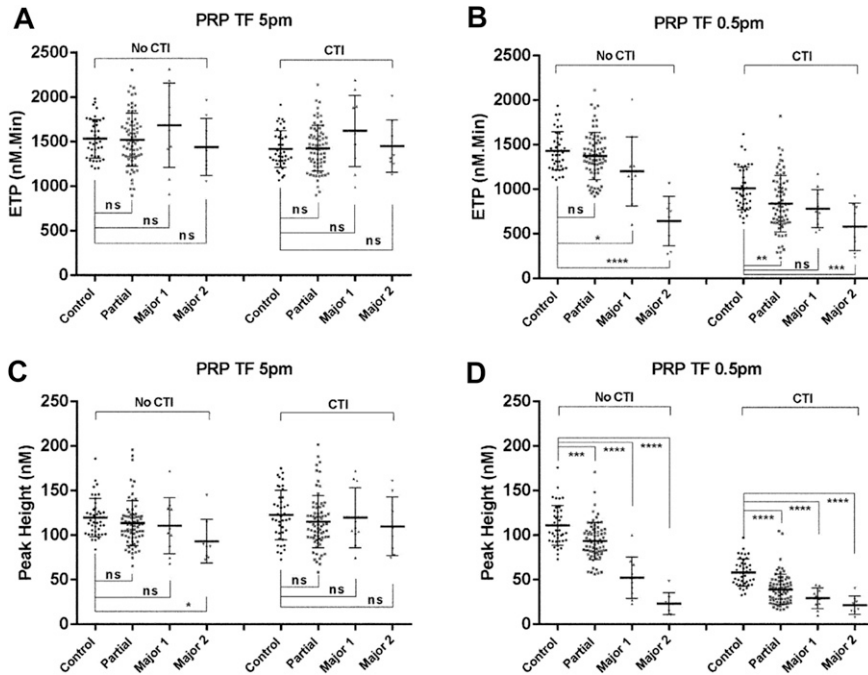 A
PRP TF 5pm
No CTI
CTI
ETP (nM.Min)
2500
2000
1500
1000
500
0
ns
ns
ns
ns
ns
ns
Control
Partial
Major 1
Major 2
Control
Partial
Major 1
Major 2
B
PRP TF 0.5pm
No CTI
CTI
ETP (nM.Min)
2500
2000
1500
1000
500
0
ns
*
****
**
ns
***
Control
Partial
Major 1
Major 2
Control
Partial
Major 1
Major 2
C
PRP TF 5pm
No CTI
CTI
Peak Height (nM)
250
200
150
100
50
0
ns
ns
*
ns
ns
ns
Control
Partial
Major 1
Major 2
Control
Partial
Major 1
Major 2
D
PRP TF 0.5pm
No CTI
CTI
Peak Height (nM)
250
200
150
100
50
0
***
****
****
****
****
****
Control
Partial
Major 1
Major 2
Control
Partial
Major 1
Major 2